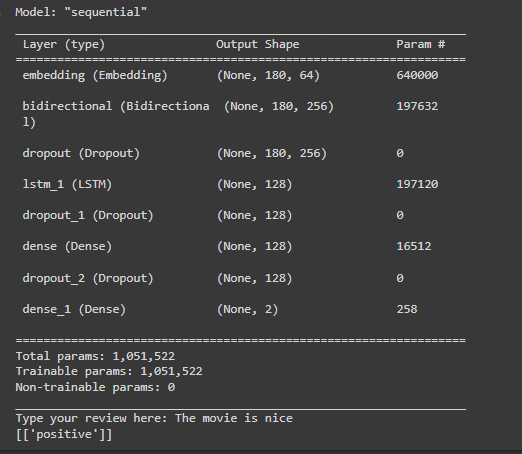 Model: "sequential"
Layer (type) Output Shape Param #
=================================================================
embedding (Embedding) (None, 180, 64) 640000
bidirectional (Bidirectiona (None, 180, 256) 197632
l)
dropout (Dropout) (None, 180, 256) 0
lstm_1 (LSTM) (None, 128) 197120
dropout_1 (Dropout) (None, 128) 0
dense (Dense) (None, 128) 16512
dropout_2 (Dropout) (None, 128) 0
dense_1 (Dense) (None, 2) 258
=================================================================
Total params: 1,051,522
Trainable params: 1,051,522
Non-trainable params: 0
Type your review here: The movie is nice
[['positive']]